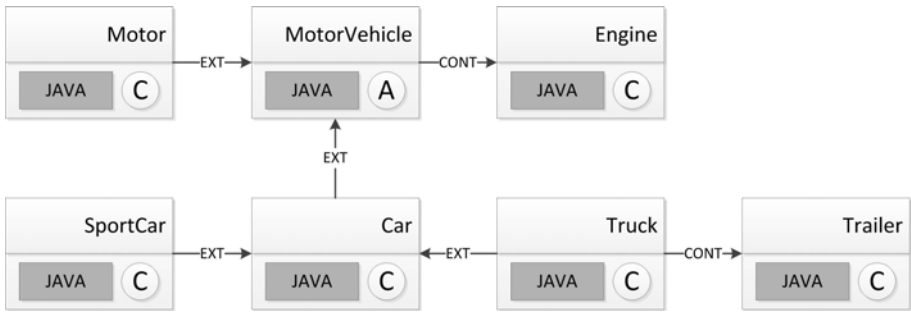 Motor
JAVA C
EXT
MotorVehicle
JAVA A
CONT
Engine
JAVA C
EXT
SportCar
JAVA C
EXT
Car
JAVA C
EXT
Truck
JAVA C
CONT
Trailer
JAVA C